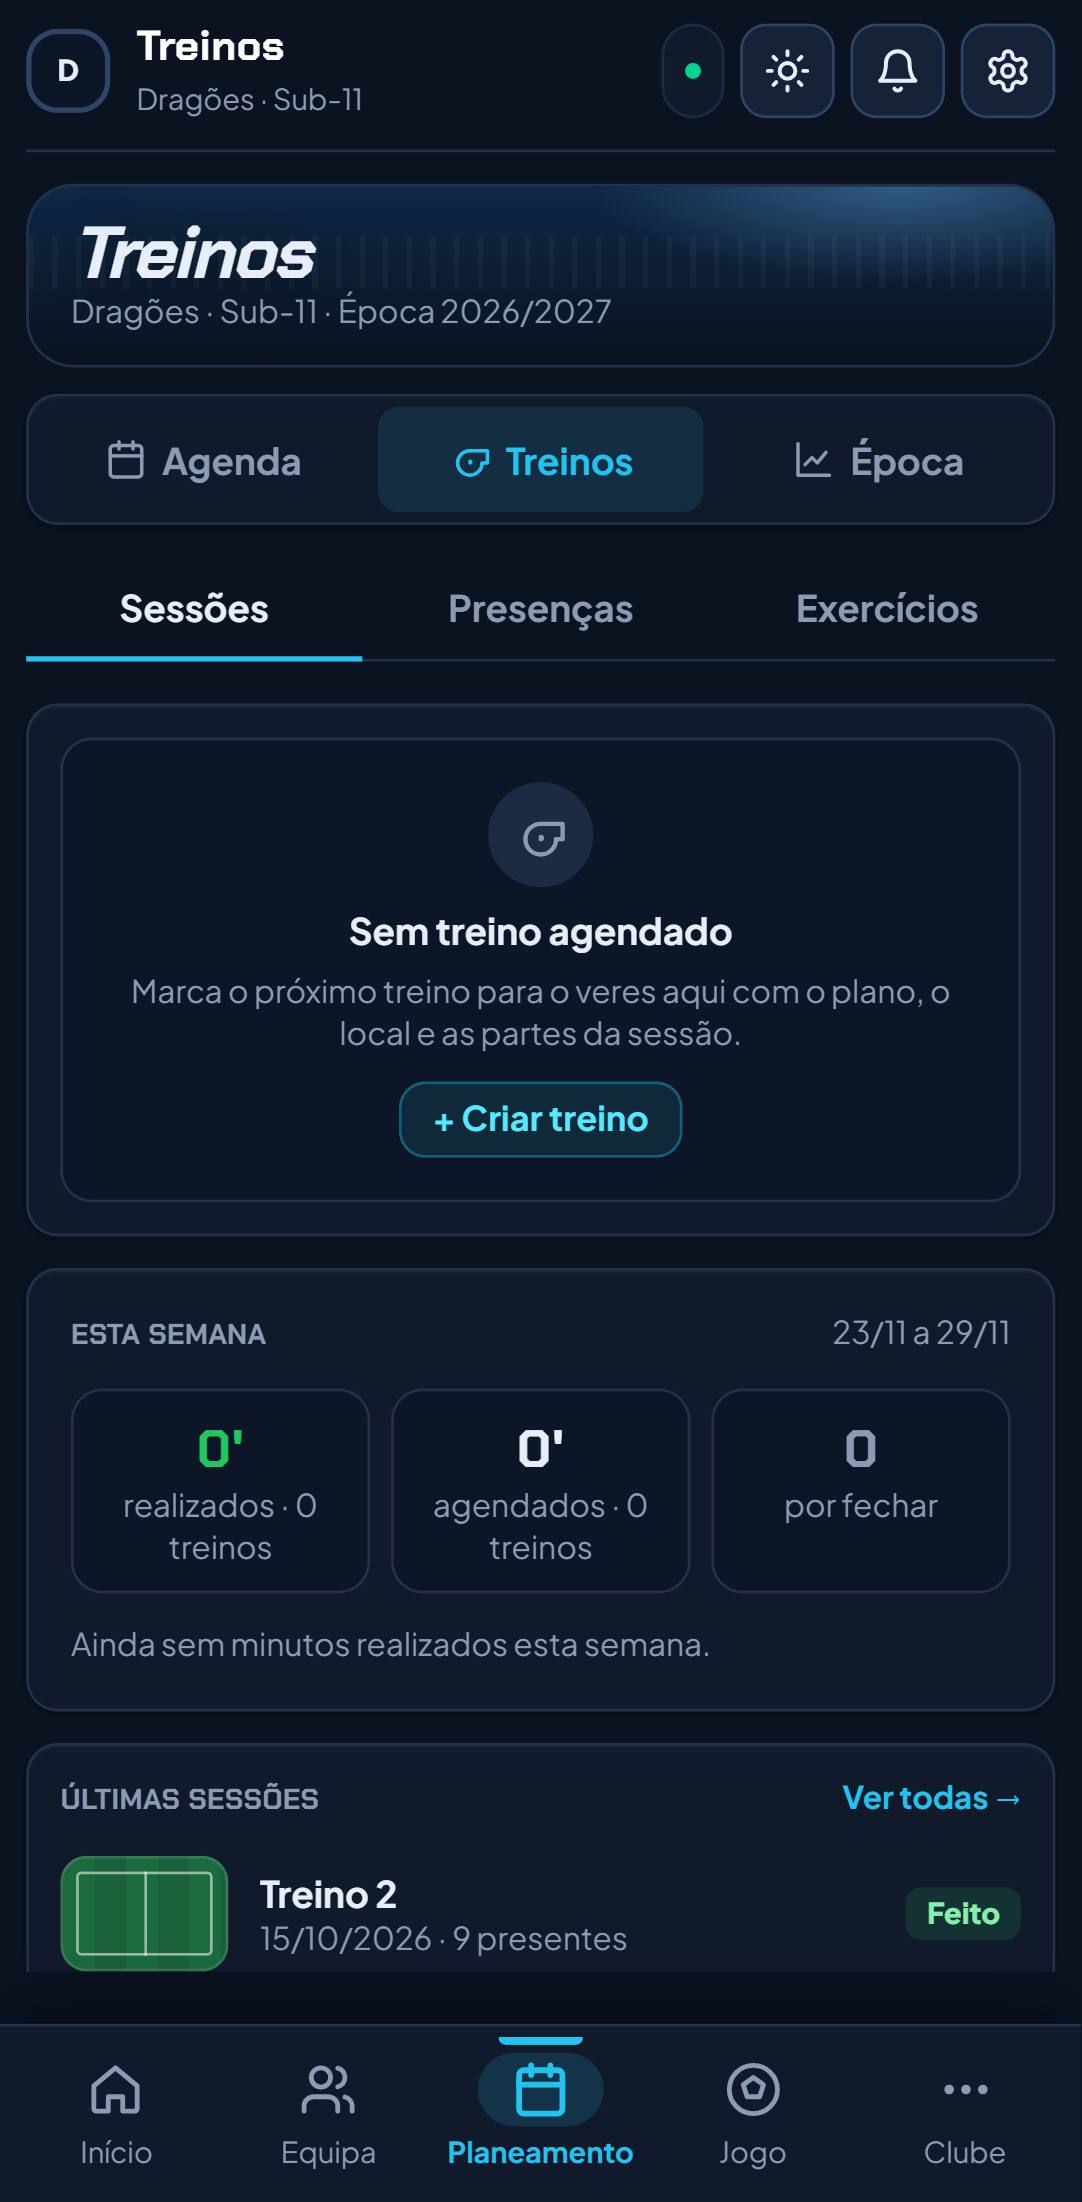 D
Treinos
Dragões · Sub-11
Treinos
Dragões · Sub-11 · Época 2026/2027
Agenda
Treinos
Época
Sessões
Presenças
Exercícios
Sem treino agendado
Marca o próximo treino para o veres aqui com o plano, o
local e as partes da sessão.
+ Criar treino
ESTA SEMANA
23/11 a 29/11
0'
realizados · 0
treinos
0'
agendados · 0
treinos
0
por fechar
Ainda sem minutos realizados esta semana.
ÚLTIMAS SESSÕES
Ver todas →
Treino 2
15/10/2026 · 9 presentes
Feito
Início
Equipa
Planeamento
Jogo
Clube